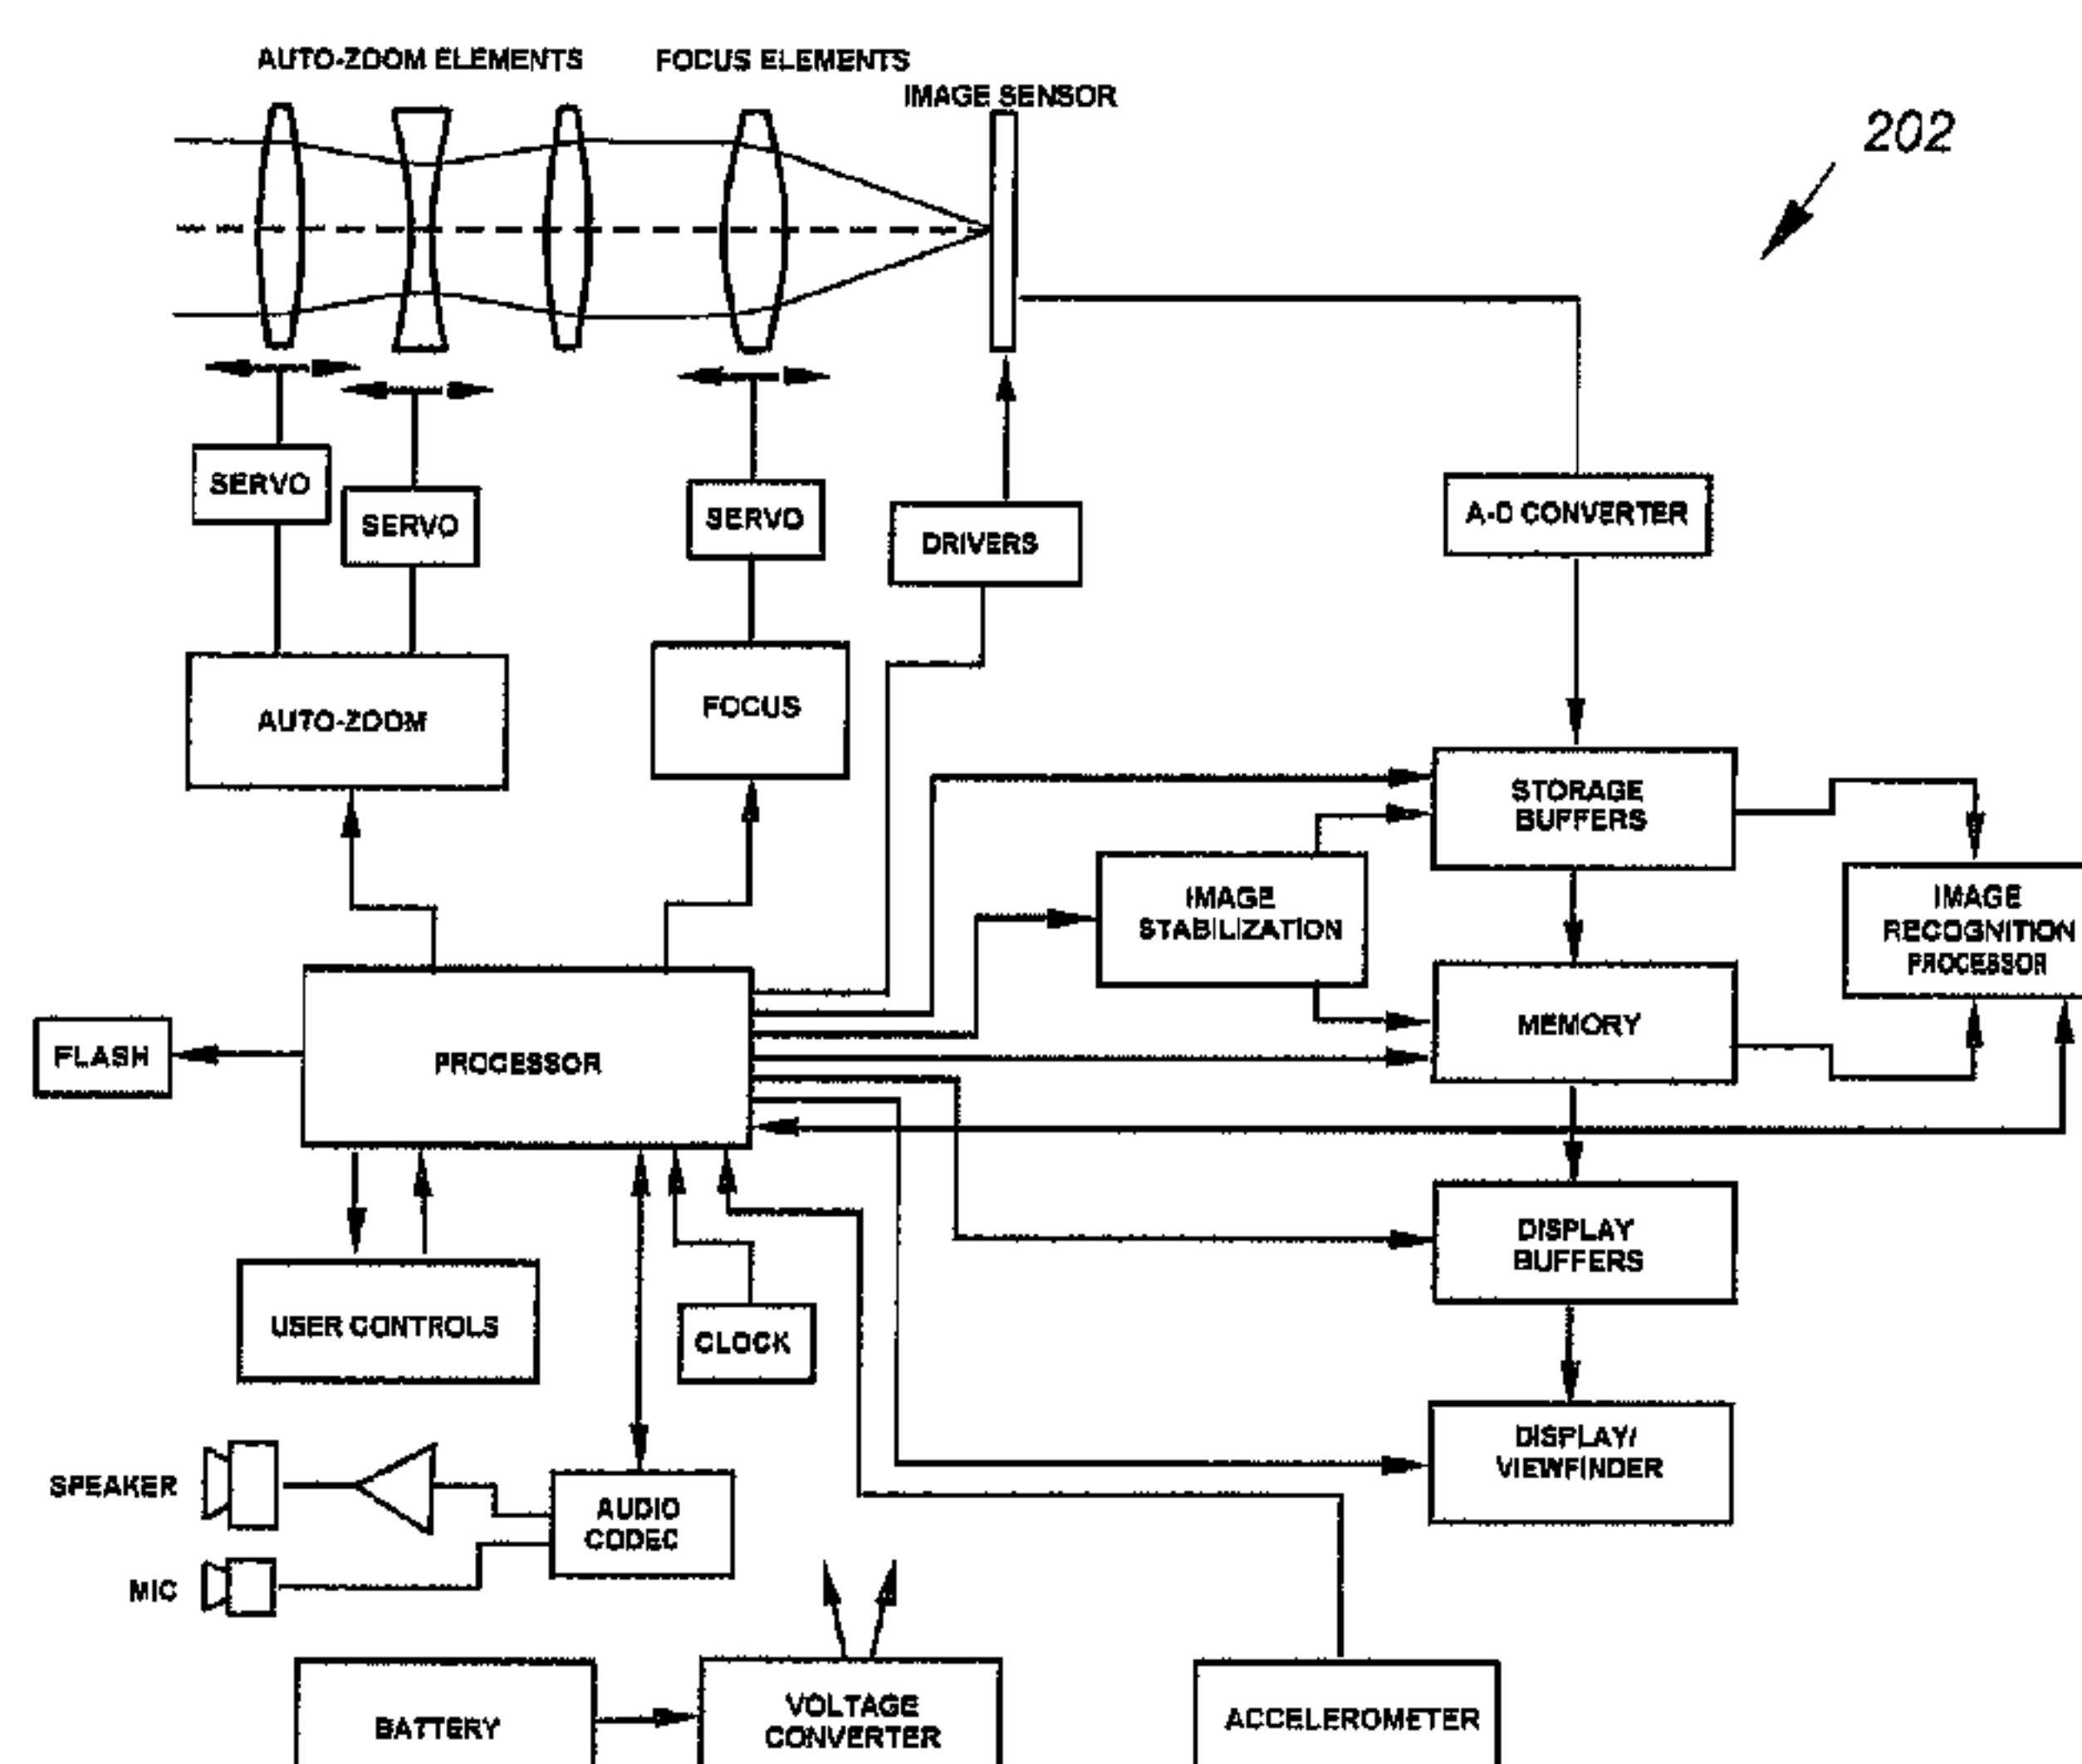 AUTO-ZOOM ELEMENTS
FOCUS ELEMENTS
IMAGE SENSOR
202
SERVO
SERVO
SERVO
DRIVERS
A-D CONVERTER
AUTO-ZOOM
FOCUS
STORAGE
BUFFERS
IMAGE
STABILIZATION
IMAGE
RECOGNITION
PROCESSOR
MEMORY
FLASH
PROCESSOR
DISPLAY
BUFFERS
USER CONTROLS
CLOCK
DISPLAY/
VIEWFINDER
SPEAKER
AUDIO
CODEC
MIC
BATTERY
VOLTAGE
CONVERTER
ACCELEROMETER